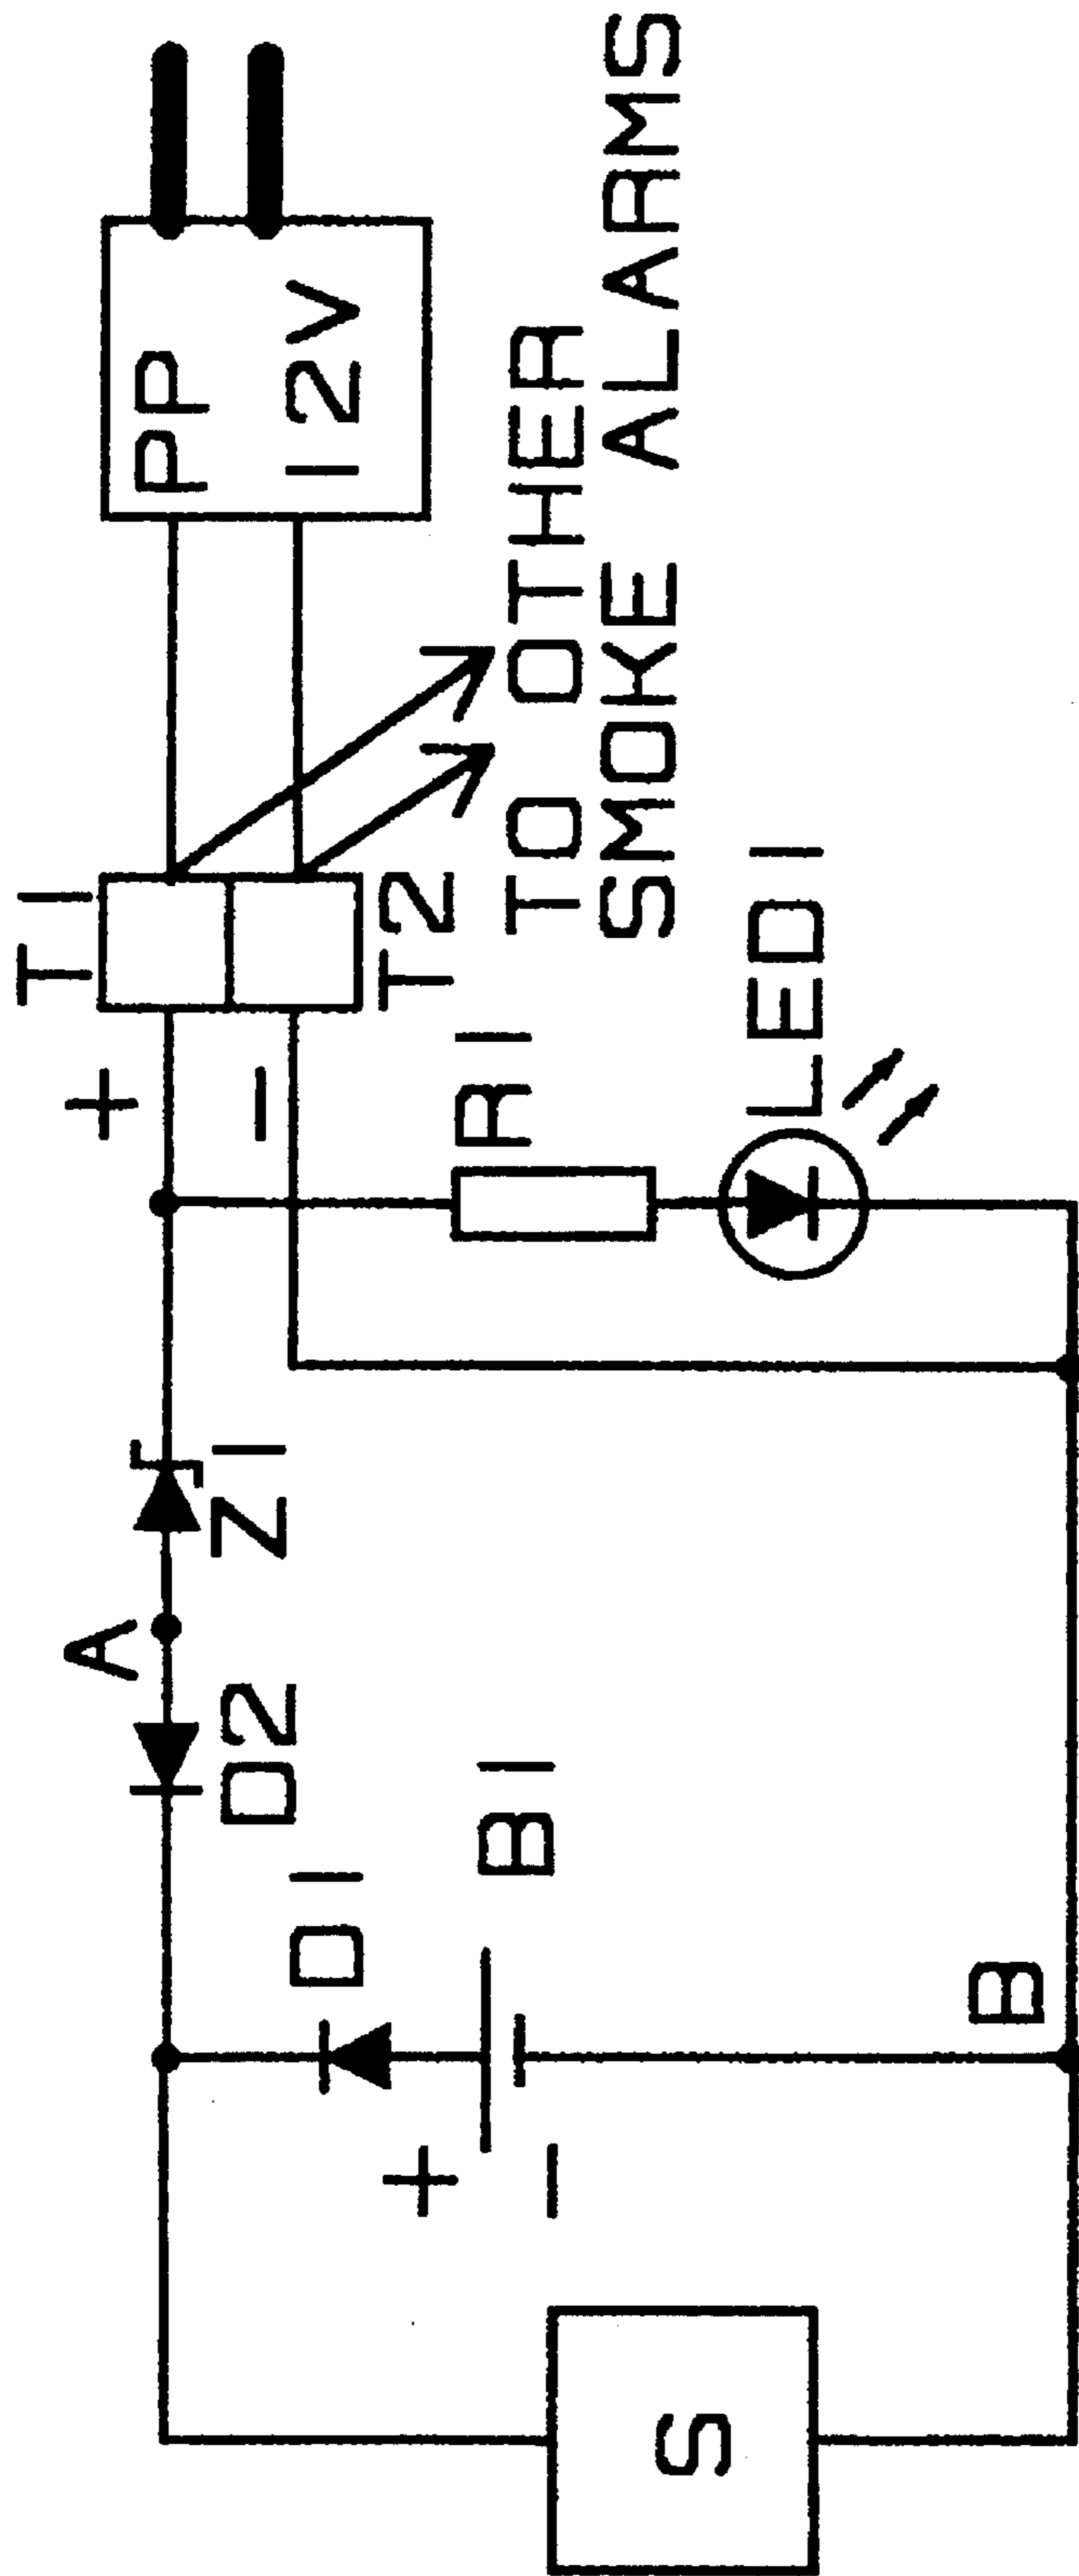 T1
A
+
PP
D2
Z1
−
D1
12V
T2
+
B1
R1
−
TO OTHER
SMOKE ALARMS
S
LED1
B